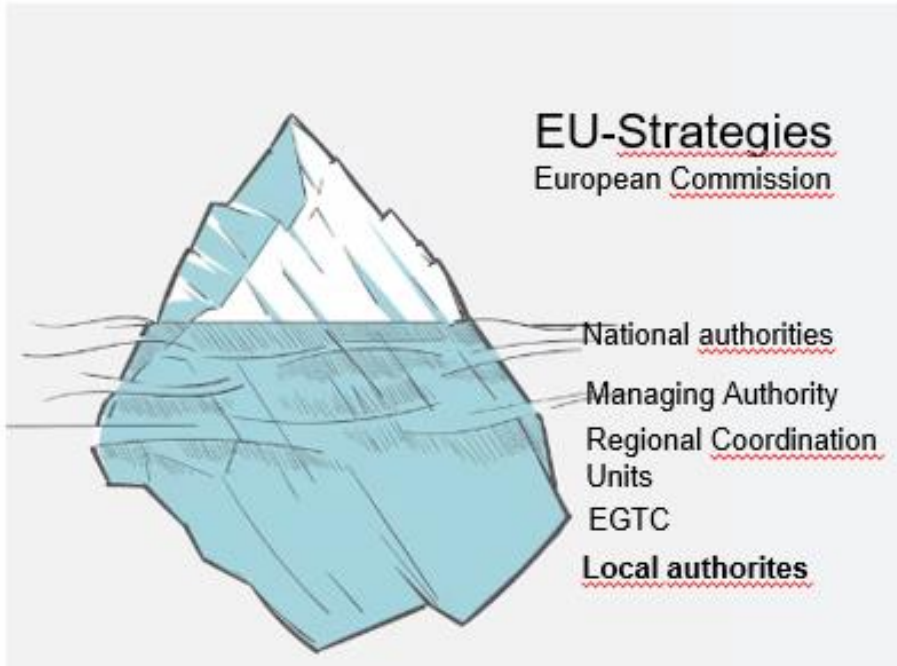 EU-Strategies
European Commission
National authorities
Managing Authority
Regional Coordination
Units
EGTC
Local authorites